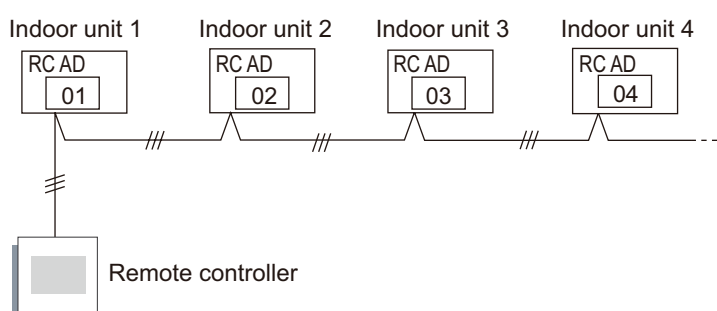 Indoor unit 1 Indoor unit 2 Indoor unit 3 Indoor unit 4
RC AD RC AD RC AD RC AD
01 02 03 04
Remote controller